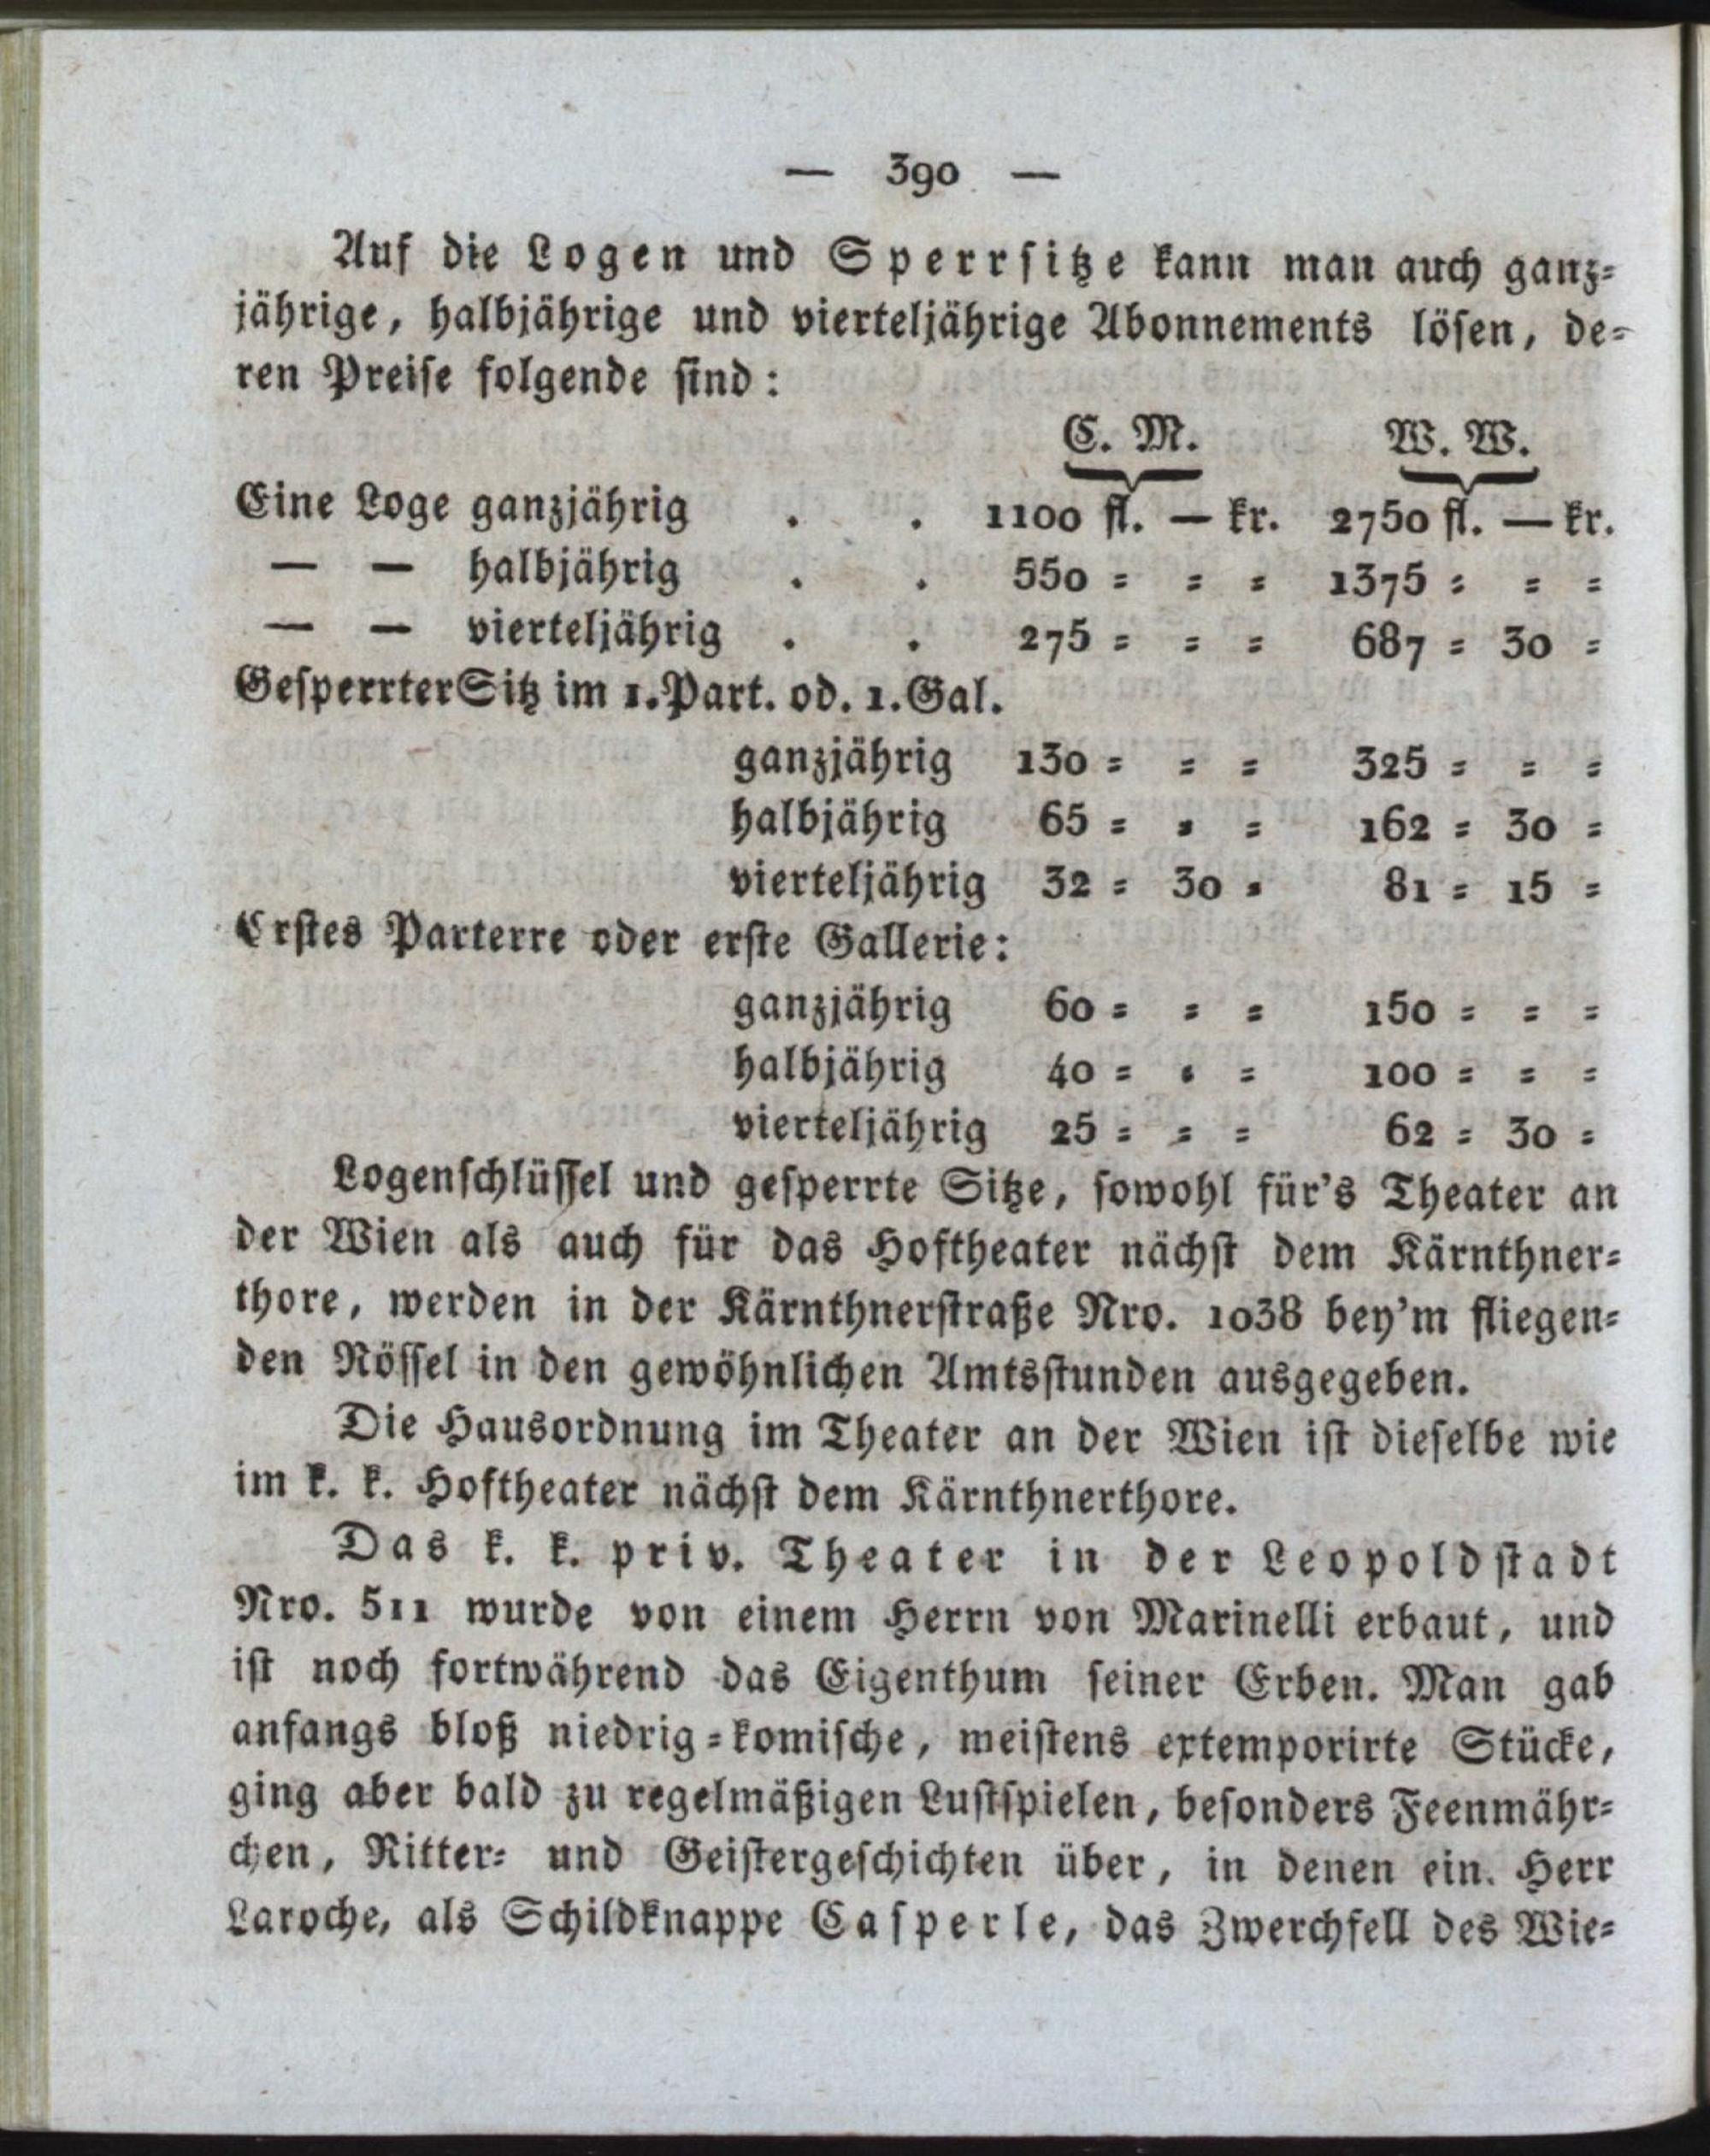 — 390 —
Auf die Logen und Sperrsitze kann man auch ganz=
jährige, halbjährige und vierteljährige Abonnements lösen, de=
ren Preise folgende sind:
C. M. W. W.
Eine Loge ganzjährig . . 1100 fl. — kr. 2750 fl. — kr.
— — halbjährig . . 550 = = = 1375 = = =
— — vierteljährig . . 275 = = = 687 = 30 =
Gesperrter Sitz im 1. Part. od. 1. Gal.
ganzjährig 130 = = = 325 = = =
halbjährig 65 = = = 162 = 30 =
vierteljährig 32 = 30 = 81 = 15 =
Erstes Parterre oder erste Gallerie:
ganzjährig 60 = = = 150 = = =
halbjährig 40 = = = 100 = = =
vierteljährig 25 = = = 62 = 30 =
Logenschlüssel und gesperrte Sitze, sowohl für's Theater an
der Wien als auch für das Hoftheater nächst dem Kärnthner=
thore, werden in der Kärnthnerstraße Nro. 1038 bey'm fliegen=
den Rössel in den gewöhnlichen Amtsstunden ausgegeben.
Die Hausordnung im Theater an der Wien ist dieselbe wie
im k. k. Hoftheater nächst dem Kärnthnerthore.
Das k. k. priv. Theater in der Leopoldstadt
Nro. 511 wurde von einem Herrn von Marinelli erbaut, und
ist noch fortwährend das Eigenthum seiner Erben. Man gab
anfangs bloß niedrig=komische, meistens extemporirte Stücke,
ging aber bald zu regelmäßigen Lustspielen, besonders Feenmähr=
chen, Ritter= und Geistergeschichten über, in denen ein Herr
Laroche, als Schildknappe Casperle, das Zwerchfell des Wie=